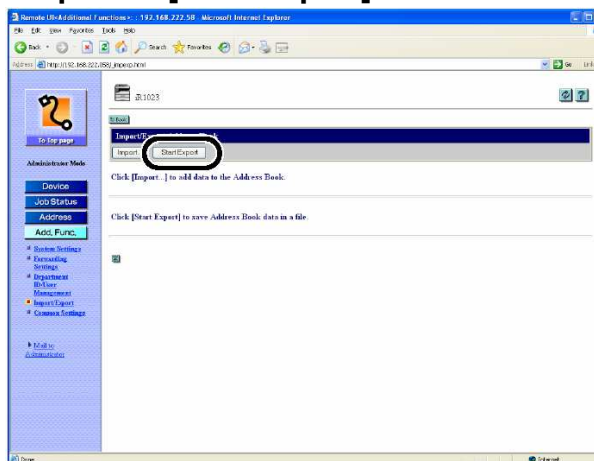 Remote UI<Additional Functions> : 192.168.222.58 - Microsoft Internet Explorer
File Edit View Favorites Tools Help
Back Search Favorites
Address Go
iR1023
To Top page
Import
Import... Start Export
Administrator Mode
Click [Import...] to add data to the Address Book.
Device
Job Status
Address
Add. Func.
Click [Start Export] to save Address Book data in a file.
System Settings
Forwarding
Settings
Department
ID/User
Management
Import/Export
Common Settings
Mail to
Administrator
Done Internet